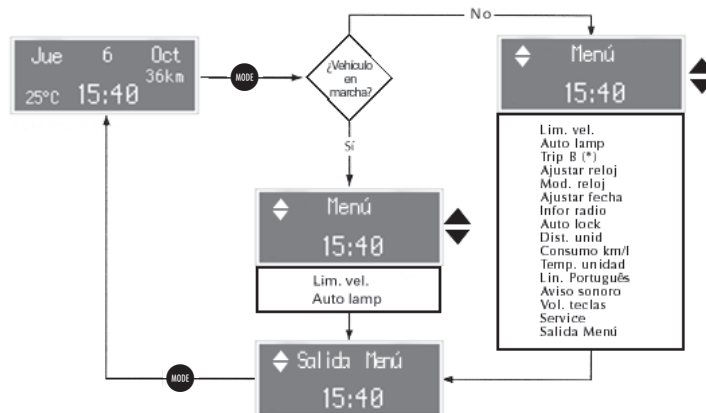 Jue 6 Oct
36km
25°C 15:40
MODE
¿Vehículo
en
marcha?
No
Sí
Menú
15:40
Lim. vel.
Auto lamp
Trip B (*)
Ajustar reloj
Mod. reloj
Ajustar fecha
Infor radio
Auto lock
Dist. unid
Consumo km/l
Temp. unidad
Lin. Português
Aviso sonoro
Vol. teclas
Service
Salida Menú
Menú
15:40
Lim. vel.
Auto lamp
MODE
Salida Menú
15:40